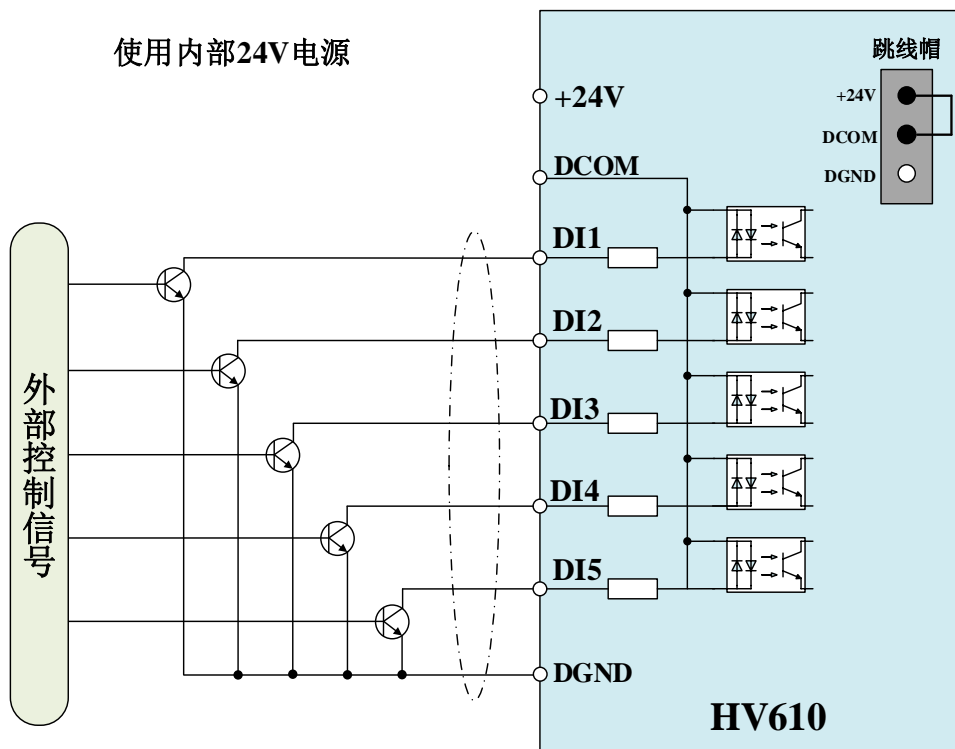 使用内部24V电源
跳线帽
+24V
DCOM
DGND
+24V
DCOM
DI1
DI2
DI3
DI4
DI5
DGND
外部控制信号
HV610